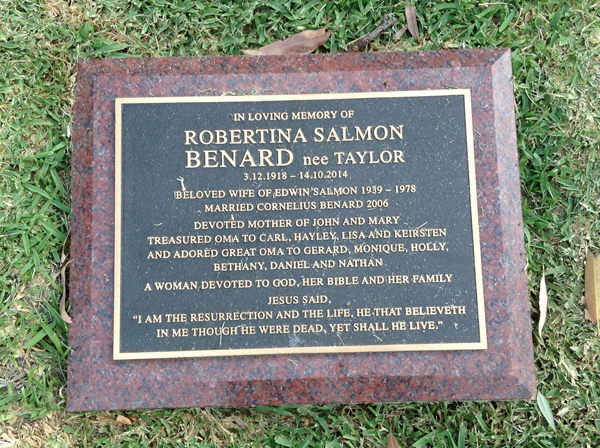 IN LOVING MEMORY OF
ROBERTINA SALMON
BENARD nee TAYLOR
3.12.1918 – 14.10.2014
BELOVED WIFE OF EDWIN SALMON 1939 – 1978
MARRIED CORNELIUS BENARD 2006
DEVOTED MOTHER OF JOHN AND MARY
TREASURED OMA TO CARL, HAYLEY, LISA AND KEIRSTEN
AND ADORED GREAT OMA TO GERARD, MONIQUE, HOLLY,
BETHANY, DANIEL AND NATHAN
A WOMAN DEVOTED TO GOD, HER BIBLE AND HER FAMILY
JESUS SAID,
“I AM THE RESURRECTION AND THE LIFE, HE THAT BELIEVETH
IN ME THOUGH HE WERE DEAD, YET SHALL HE LIVE.”